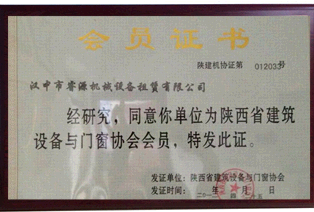 会员证书
陕建机协证第 012033号
汉中市睿源机械设备租赁有限公司
经研究，同意你单位为陕西省建筑
设备与门窗协会会员，特发此证。
发证单位：陕西省建筑设备与门窗协会
发证时间： 年 月 日